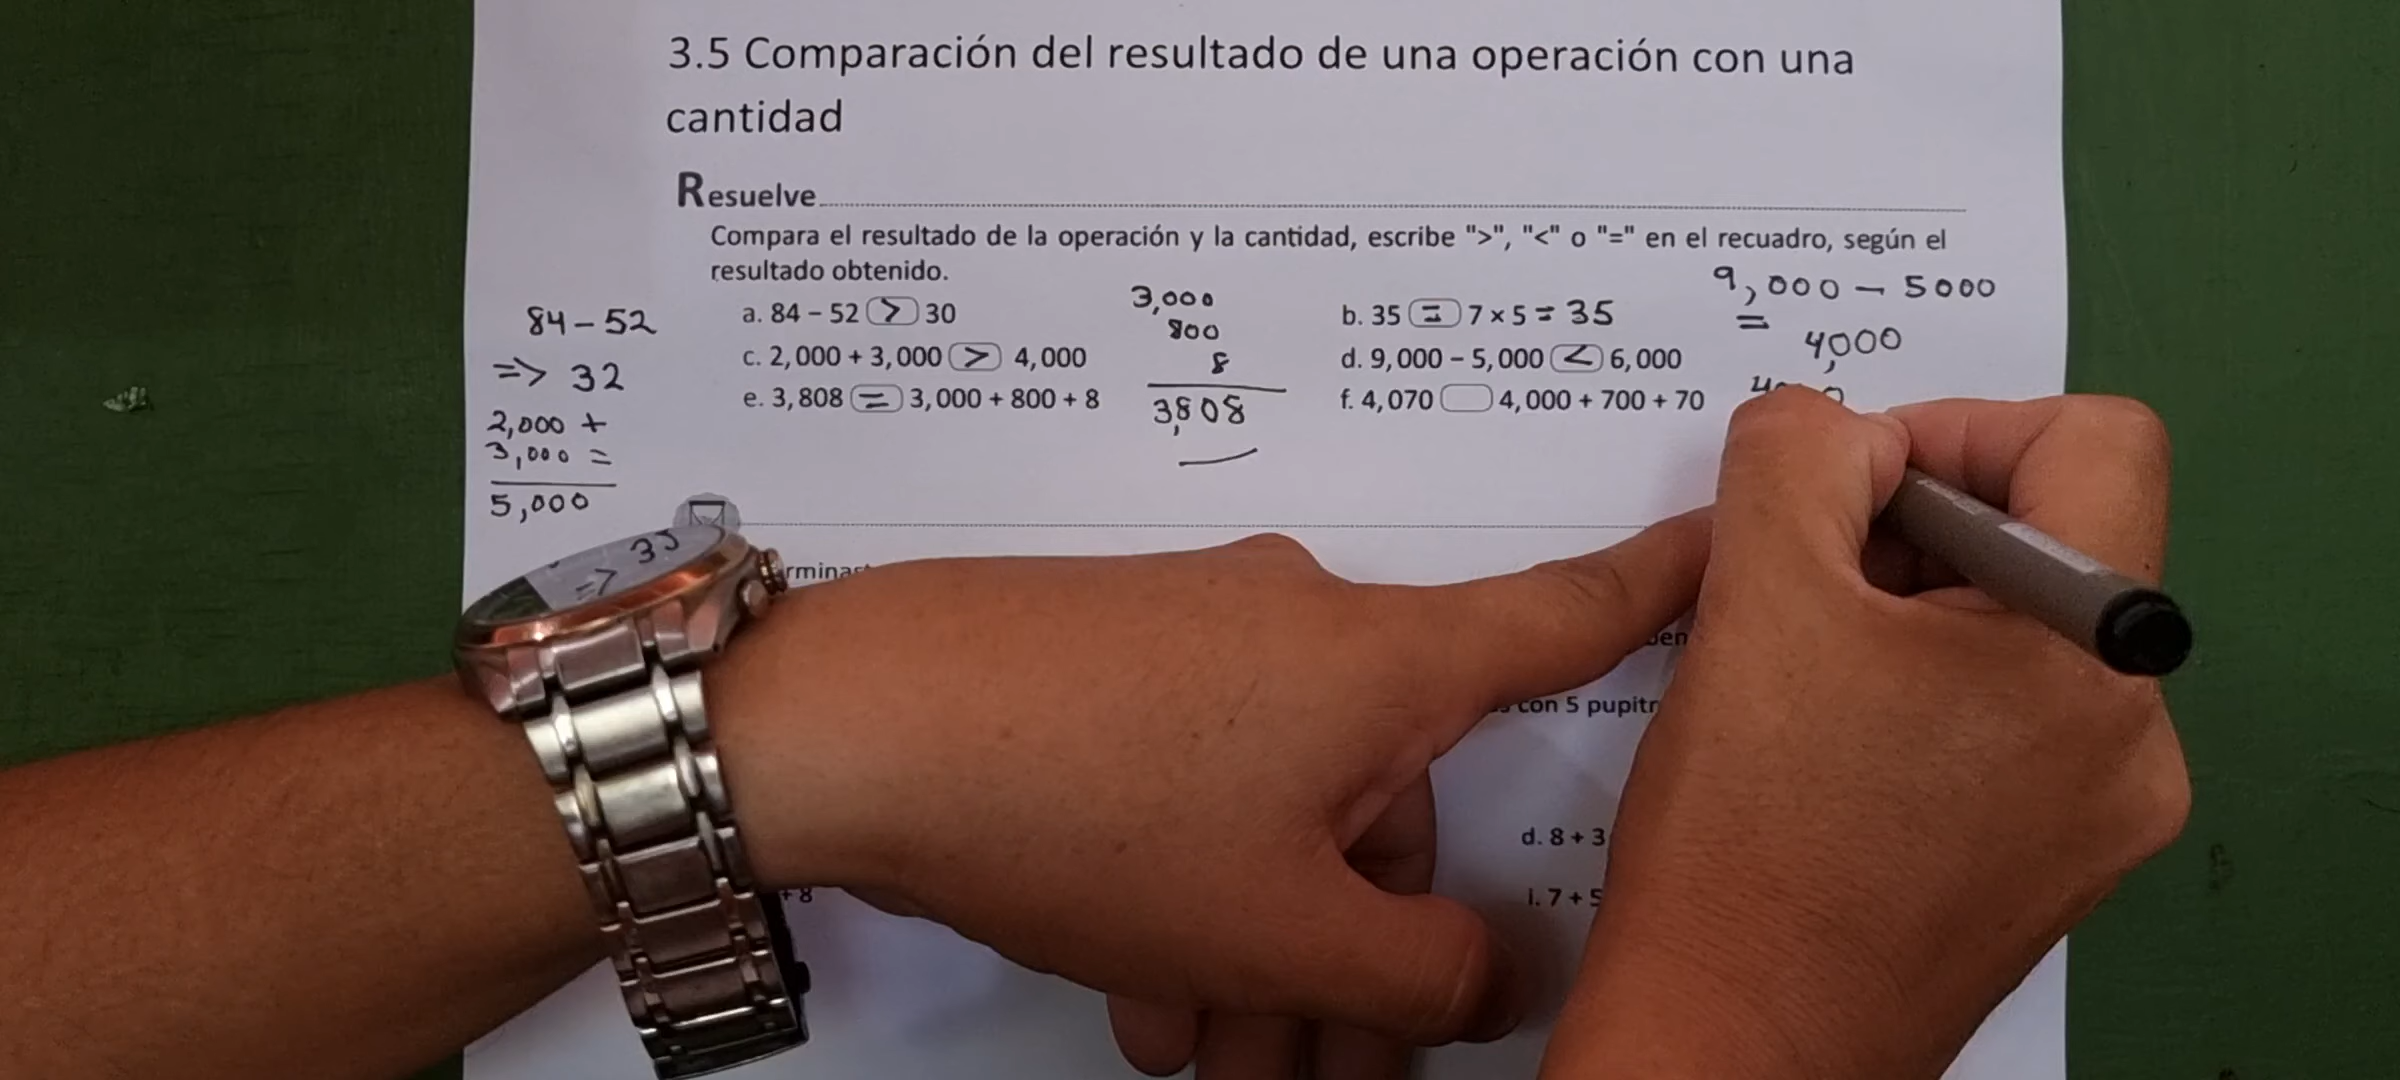 3.5 Comparación del resultado de una operación con una
cantidad
Resuelve
Compara el resultado de la operación y la cantidad, escribe ">", "<" o "=" en el recuadro, según el
resultado obtenido.
84 - 52
=> 32
2,000 +
3,000 =
5,000
a. 84 – 52 > 30
c. 2,000 + 3,000 > 4,000
e. 3,808 = 3,000 + 800 + 8
3,000
800
8
3,808
b. 35 = 7 × 5 = 35
d. 9,000 – 5,000 < 6,000
f. 4,070 4,000 + 700 + 70
9,000 - 5000
=
4,000
=> 35
con 5
d. 8 + 3
i. 7 + 5
+ 8